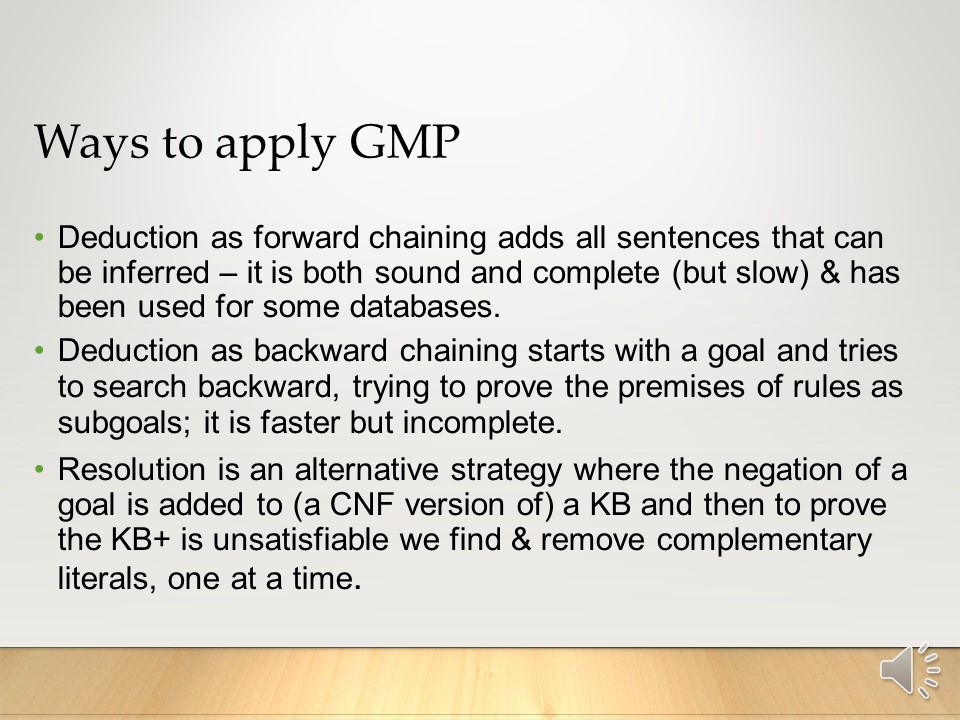 Ways to apply GMP
• Deduction as forward chaining adds all sentences that can
be inferred – it is both sound and complete (but slow) & has
been used for some databases.
• Deduction as backward chaining starts with a goal and tries
to search backward, trying to prove the premises of rules as
subgoals; it is faster but incomplete.
• Resolution is an alternative strategy where the negation of a
goal is added to (a CNF version of) a KB and then to prove
the KB+ is unsatisfiable we find & remove complementary
literals, one at a time.